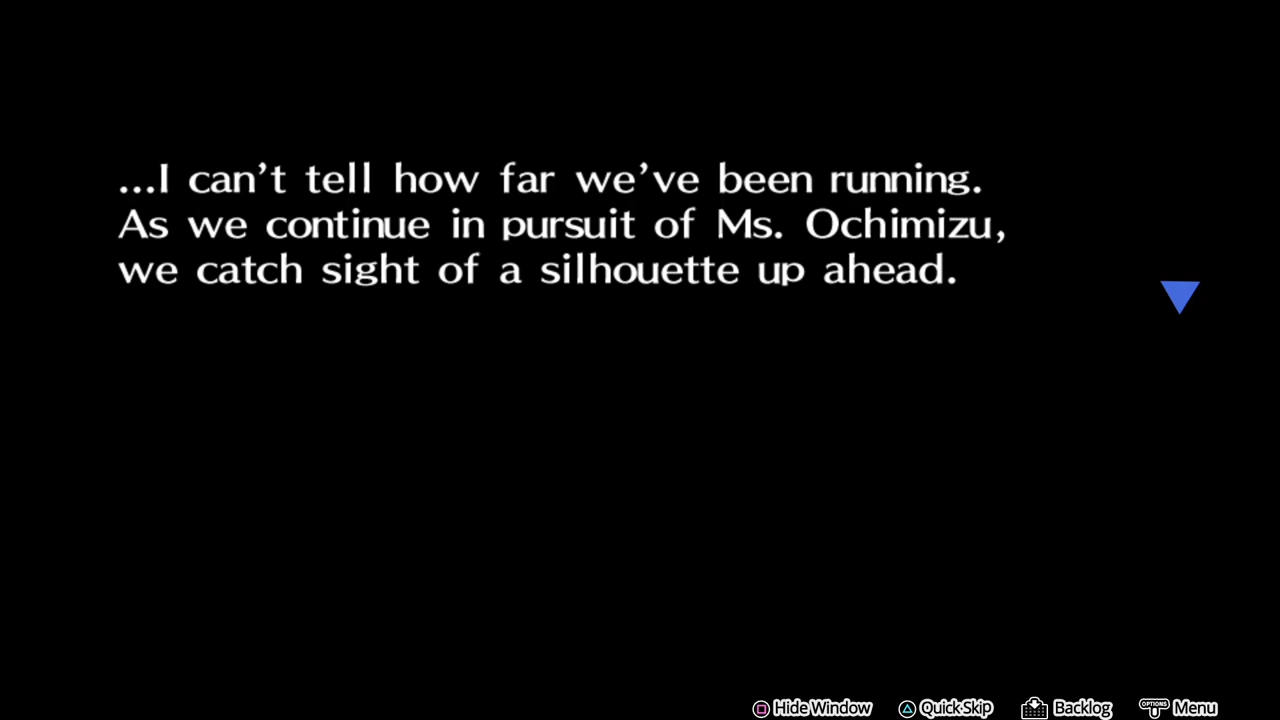 ...I can't tell how far we've been running.
As we continue in pursuit of Ms. Ochimizu,
we catch sight of a silhouette up ahead.
Hide Window Quick Skip Backlog OPTIONS Menu